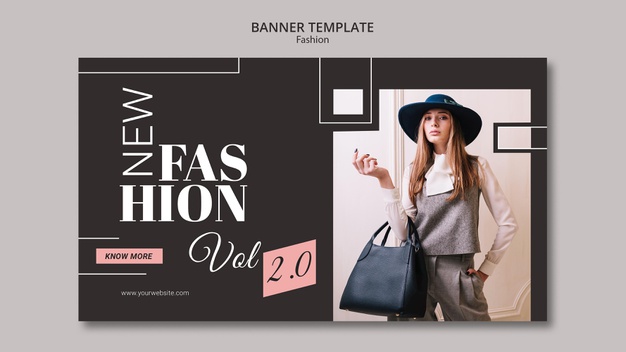 BANNER TEMPLATE
Fashion
NEW
FAS
HION
Vol 2.0
KNOW MORE
www.yourwebsite.com